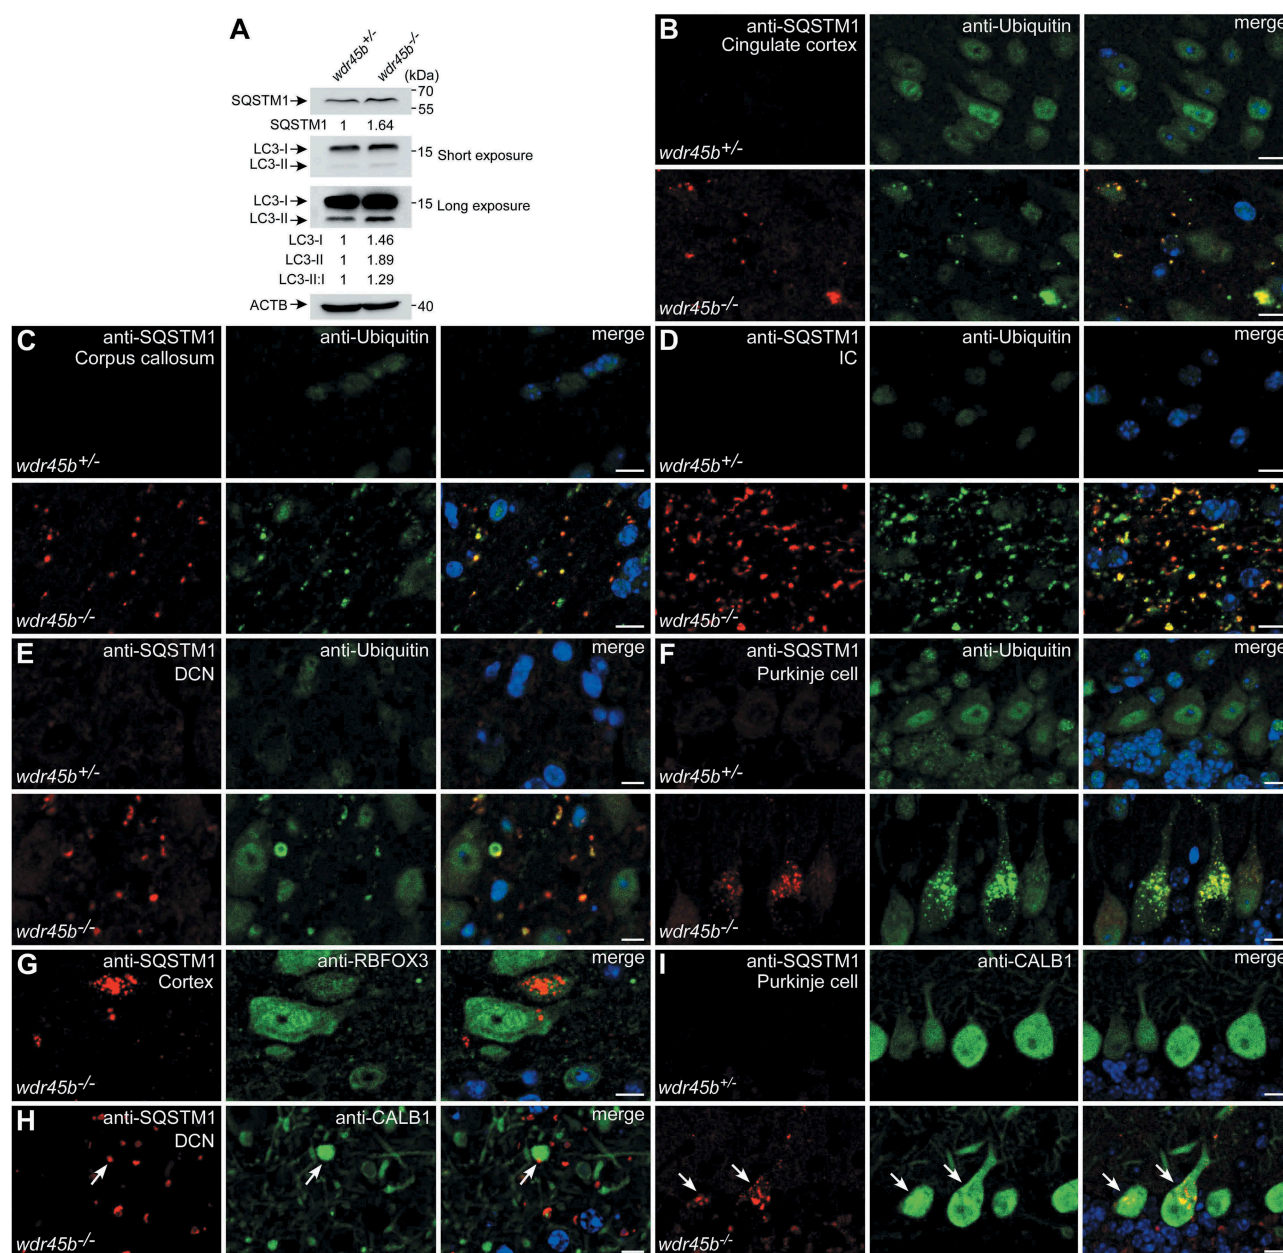 A
wdr45b+/- wdr45b-/-
(kDa)
SQSTM1 70
55
SQSTM1 1 1.64
LC3-I 15 Short exposure
LC3-II
LC3-I 15 Long exposure
LC3-II
LC3-I 1 1.46
LC3-II 1 1.89
LC3-II:I 1 1.29
ACTB 40
B anti-SQSTM1 anti-Ubiquitin merge
Cingulate cortex
wdr45b+/-
wdr45b-/-
C anti-SQSTM1 anti-Ubiquitin merge
Corpus callosum
wdr45b+/-
wdr45b-/-
D anti-SQSTM1 anti-Ubiquitin merge
IC
wdr45b+/-
wdr45b-/-
E anti-SQSTM1 anti-Ubiquitin merge
DCN
wdr45b+/-
wdr45b-/-
F anti-SQSTM1 anti-Ubiquitin merge
Purkinje cell
wdr45b+/-
wdr45b-/-
G anti-SQSTM1 anti-RBFOX3 merge
Cortex
wdr45b-/-
H anti-SQSTM1 anti-CALB1 merge
DCN
wdr45b-/-
I anti-SQSTM1 anti-CALB1 merge
Purkinje cell
wdr45b+/-
wdr45b-/-